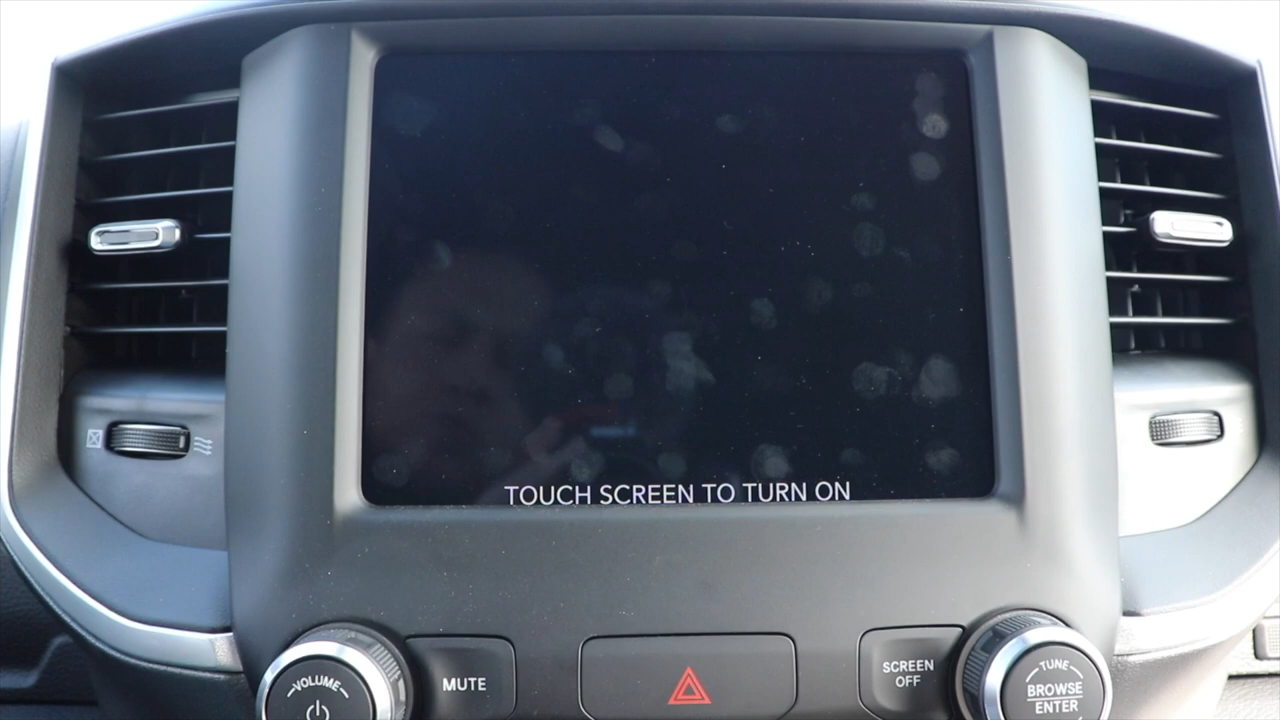 TOUCH SCREEN TO TURN ON
VOLUME
MUTE
SCREEN
OFF
TUNE
BROWSE
ENTER